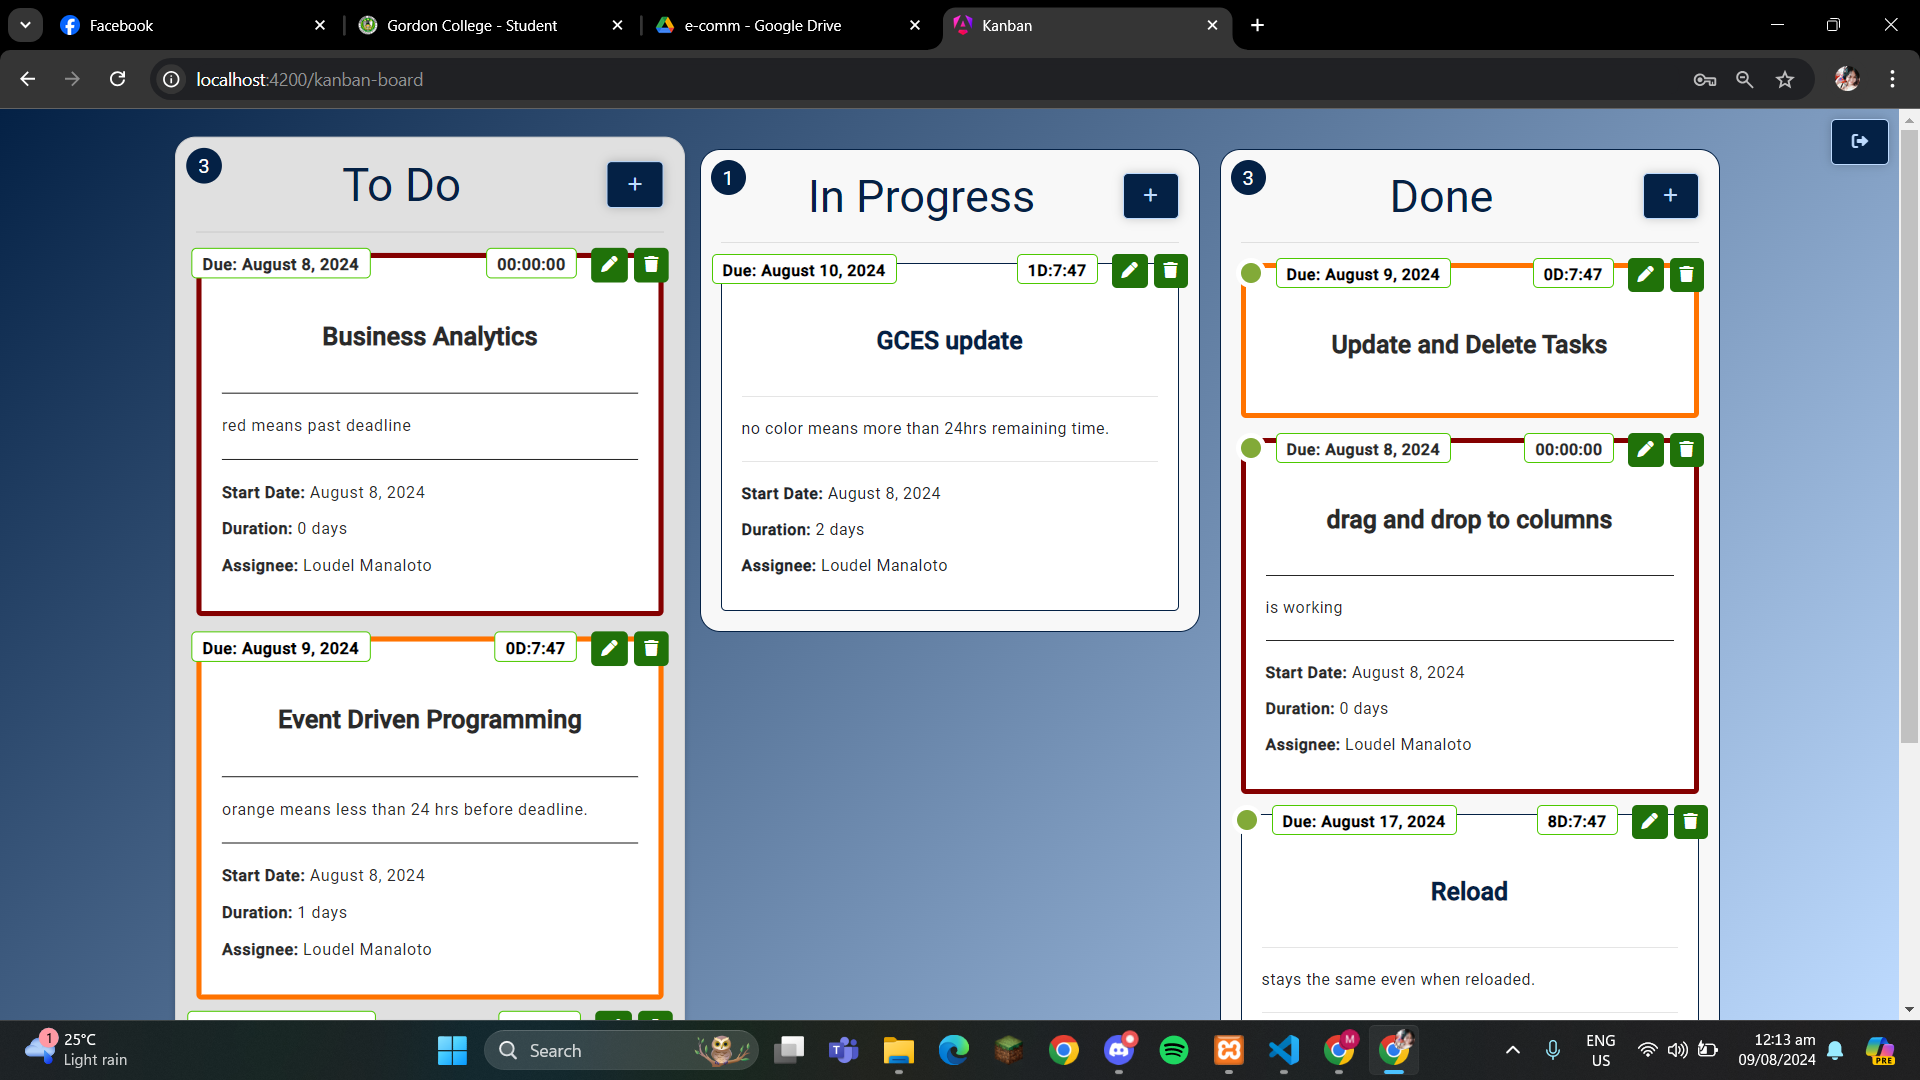 Facebook
Gordon College - Student
e-comm - Google Drive
Kanban
localhost:4200/kanban-board
3
To Do
+
Due: August 8, 2024
00:00:00
Business Analytics
red means past deadline
Start Date: August 8, 2024
Duration: 0 days
Assignee: Loudel Manaloto
Due: August 9, 2024
0D:7:47
Event Driven Programming
orange means less than 24 hrs before deadline.
Start Date: August 8, 2024
Duration: 1 days
Assignee: Loudel Manaloto
1
In Progress
+
Due: August 10, 2024
1D:7:47
GCES update
no color means more than 24hrs remaining time.
Start Date: August 8, 2024
Duration: 2 days
Assignee: Loudel Manaloto
3
Done
+
Due: August 9, 2024
0D:7:47
Update and Delete Tasks
Due: August 8, 2024
00:00:00
drag and drop to columns
is working
Start Date: August 8, 2024
Duration: 0 days
Assignee: Loudel Manaloto
Due: August 17, 2024
8D:7:47
Reload
stays the same even when reloaded.
1
25°C
Light rain
Search
M
ENG
US
12:13 am
09/08/2024
PRE